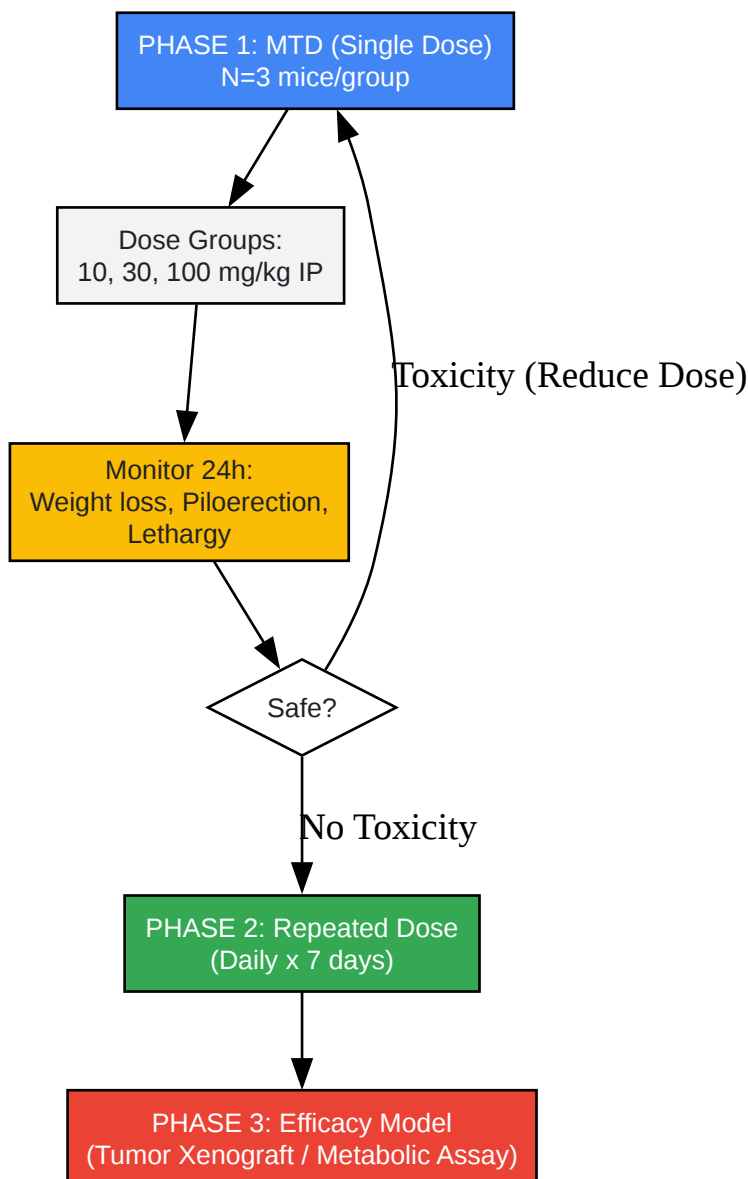 PHASE 1: MTD (Single Dose)
N=3 mice/group
Dose Groups:
10, 30, 100 mg/kg IP
Toxicity (Reduce Dose)
Monitor 24h:
Weight loss, Piloerection,
Lethargy
Safe?
No Toxicity
PHASE 2: Repeated Dose
(Daily x 7 days)
PHASE 3: Efficacy Model
(Tumor Xenograft / Metabolic Assay)